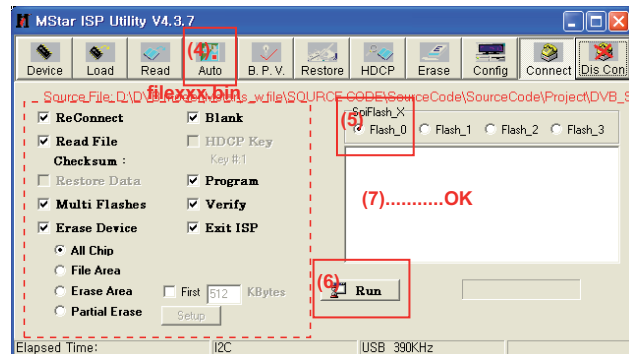 MStar ISP Utility V4.3.7
(4)
Device Load Read Auto B. P. V. Restore HDCP Erase Config Connect Dis Con
filexxx.bin
ReConnect Blank
Read File HDCP Key
Checksum : Key #:1
Restore Data Program
Multi Flashes Verify
Erase Device Exit ISP
All Chip
File Area
Erase Area First 512 KBytes
Partial Erase Setup
(5)
SpiFlash_X
Flash_0 Flash_1 Flash_2 Flash_3
(7)...........OK
(6)
Run
Elapsed Time: I2C USB 390KHz